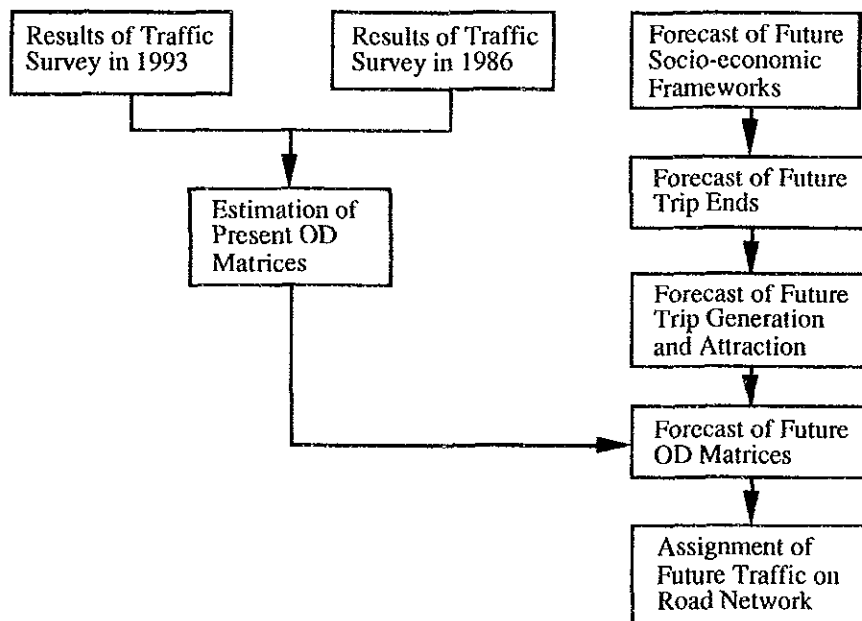 Results of Traffic
Survey in 1993
Results of Traffic
Survey in 1986
Forecast of Future
Socio-economic
Frameworks
Forecast of Future
Trip Ends
Estimation of
Present OD
Matrices
Forecast of Future
Trip Generation
and Attraction
Forecast of Future
OD Matrices
Assignment of
Future Traffic on
Road Network